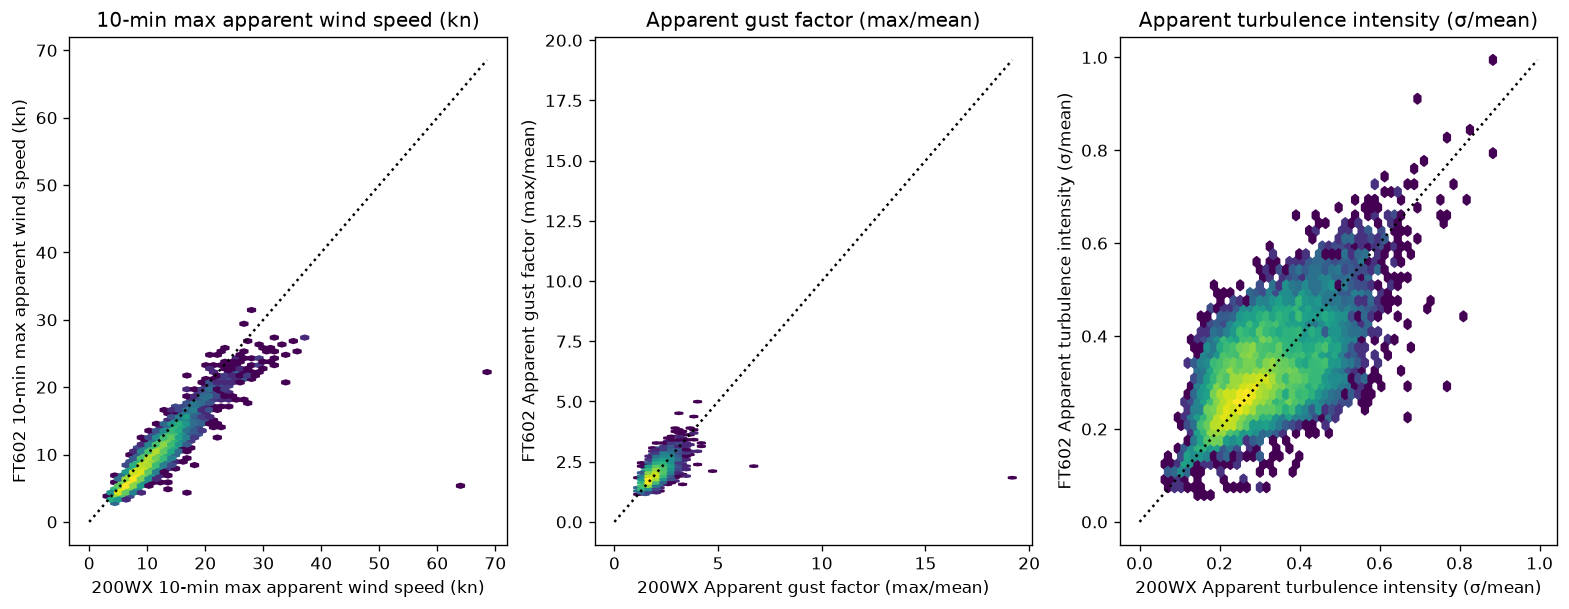 10-min max apparent wind speed (kn)
70
60
50
40
30
20
10
0
FT602 10-min max apparent wind speed (kn)
0 10 20 30 40 50 60 70
200WX 10-min max apparent wind speed (kn)
Apparent gust factor (max/mean)
20.0
17.5
15.0
12.5
10.0
7.5
5.0
2.5
0.0
FT602 Apparent gust factor (max/mean)
0 5 10 15 20
200WX Apparent gust factor (max/mean)
Apparent turbulence intensity (σ/mean)
1.0
0.8
0.6
0.4
0.2
0.0
FT602 Apparent turbulence intensity (σ/mean)
0.0 0.2 0.4 0.6 0.8 1.0
200WX Apparent turbulence intensity (σ/mean)